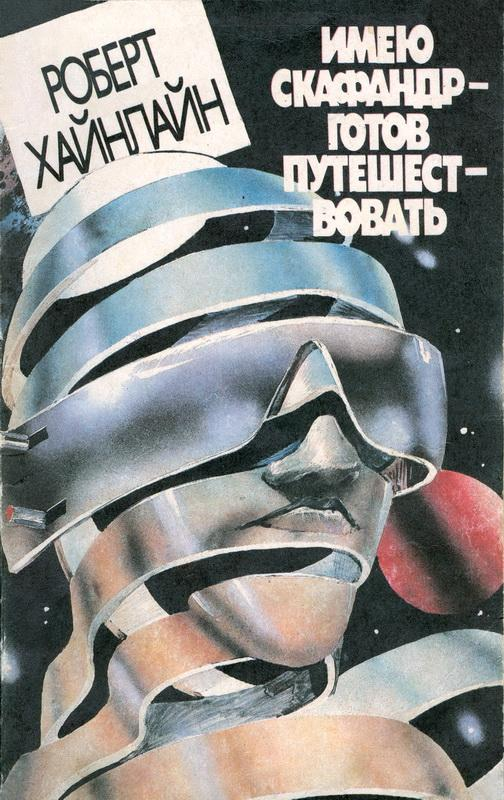 РОБЕРТ
ХАЙНЛАЙН
ИМЕЮ
СКАФАНДР–
ГОТОВ
ПУТЕШЕСТ–
ВОВАТЬ